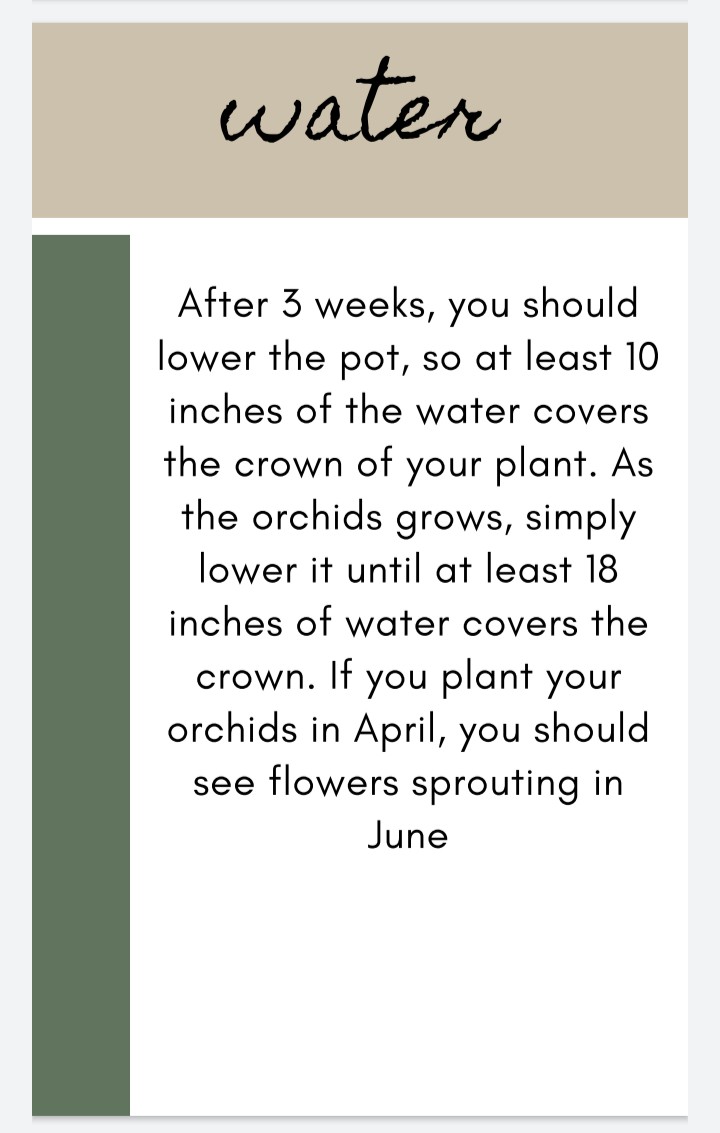 water
After 3 weeks, you should
lower the pot, so at least 10
inches of the water covers
the crown of your plant. As
the orchids grows, simply
lower it until at least 18
inches of water covers the
crown. If you plant your
orchids in April, you should
see flowers sprouting in
June